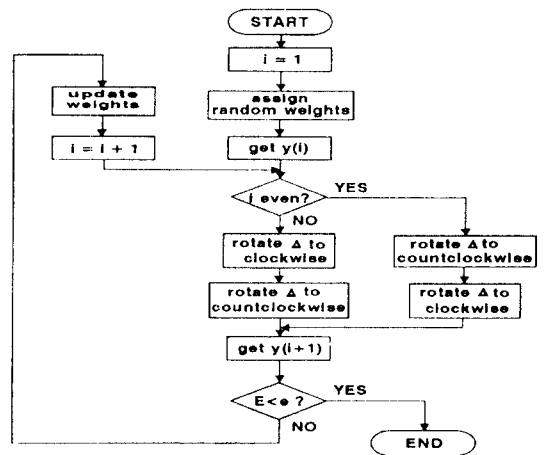 START
i = 1
assign
random weights
get y(i)
update
weights
i = i + 1
j even?
YES
NO
rotate Δ to
clockwise
rotate Δ to
countclockwise
rotate Δ to
countclockwise
rotate Δ to
clockwise
get y(i+1)
E<e ?
YES
NO
END